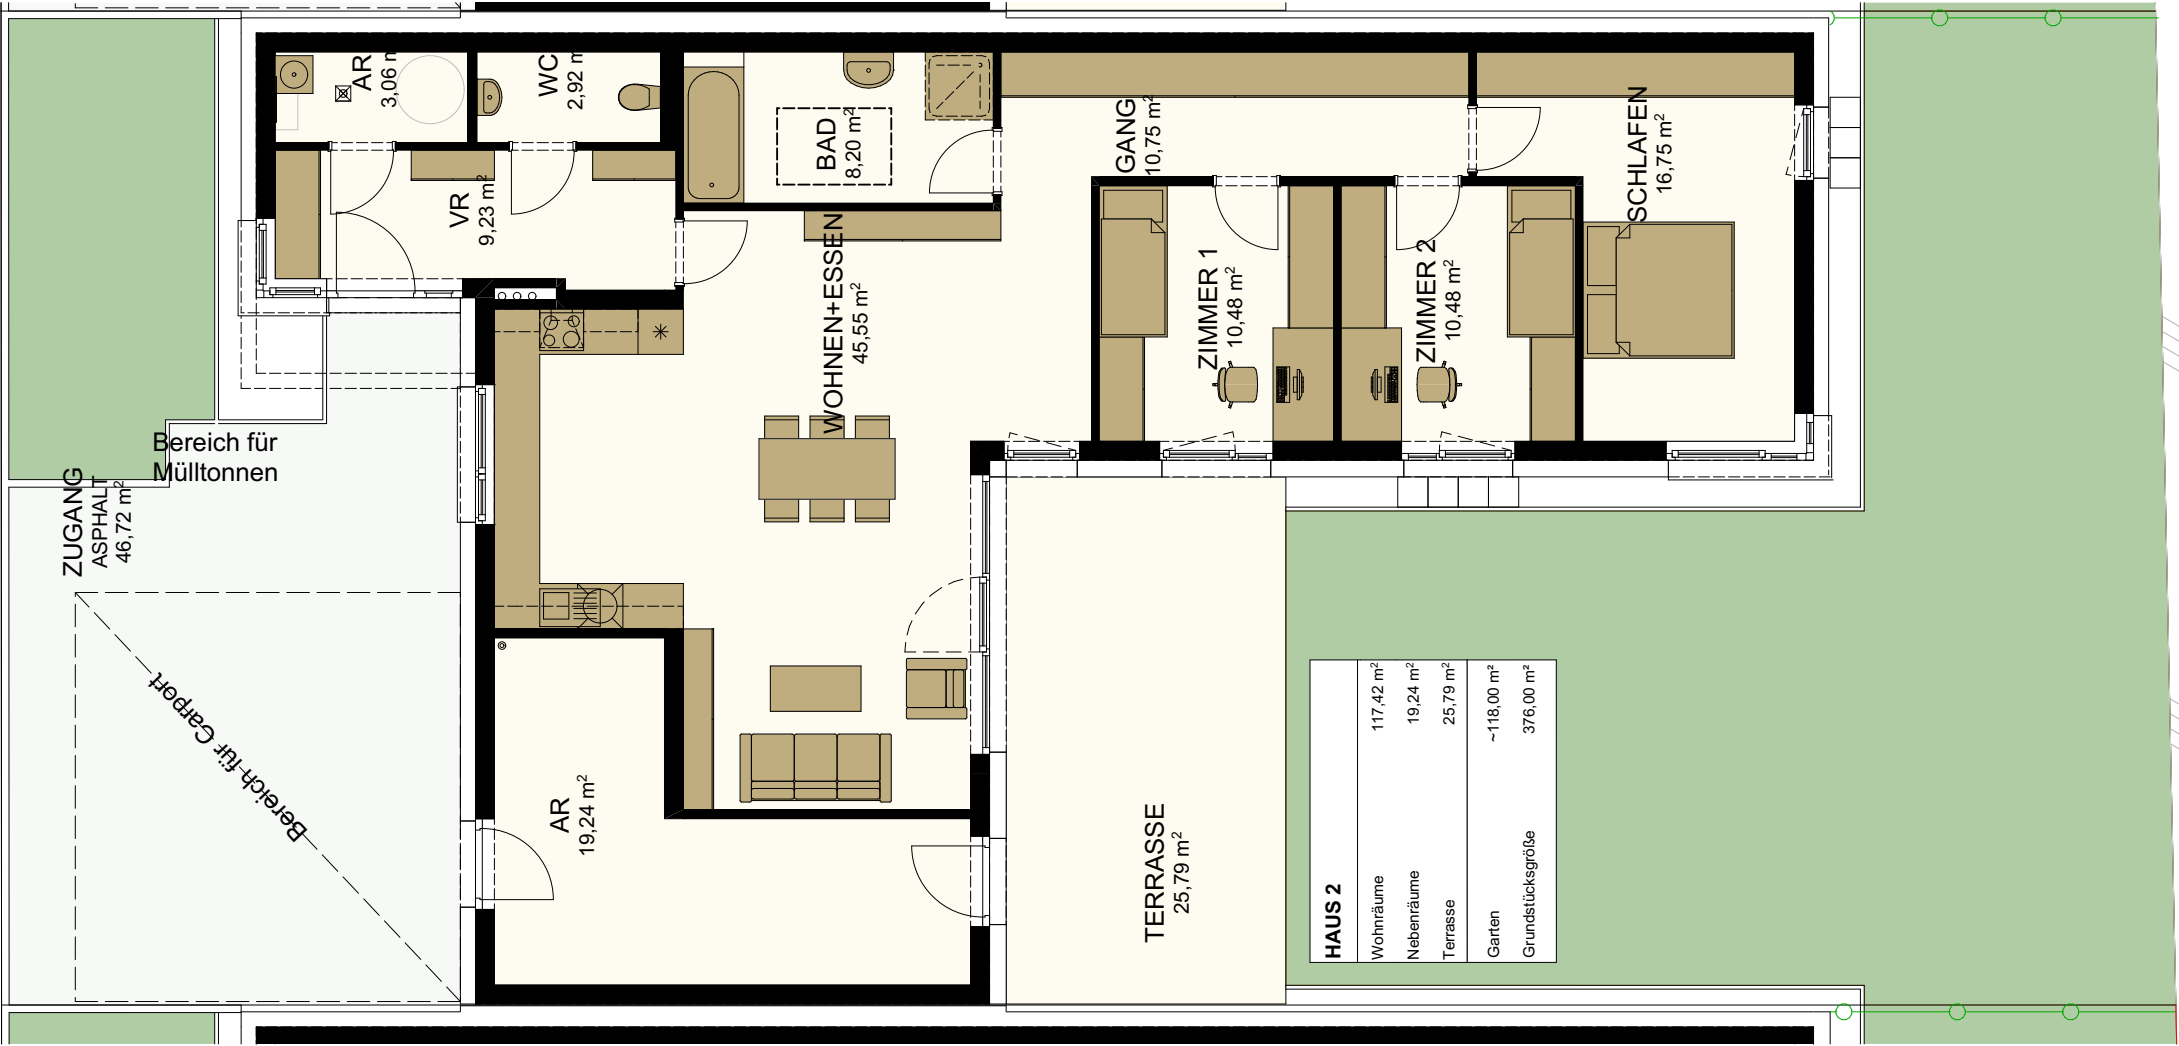 AR
3,06 m
WC
2,92 m
VR
9,23 m²
BAD
8,20 m²
GANG
10,75 m²
SCHLAFEN
16,75 m²
WOHNEN+ESSEN
45,55 m²
ZIMMER 1
10,48 m²
ZIMMER 2
10,48 m²
Bereich für
Mülltonnen
ZUGANG
ASPHALT
46,72 m²
Bereich für Carport
AR
19,24 m²
TERRASSE
25,79 m²
HAUS 2
Wohnräume 117,42 m²
Nebenräume 19,24 m²
Terrasse 25,79 m²
Garten ~118,00 m²
Grundstücksgröße 376,00 m²